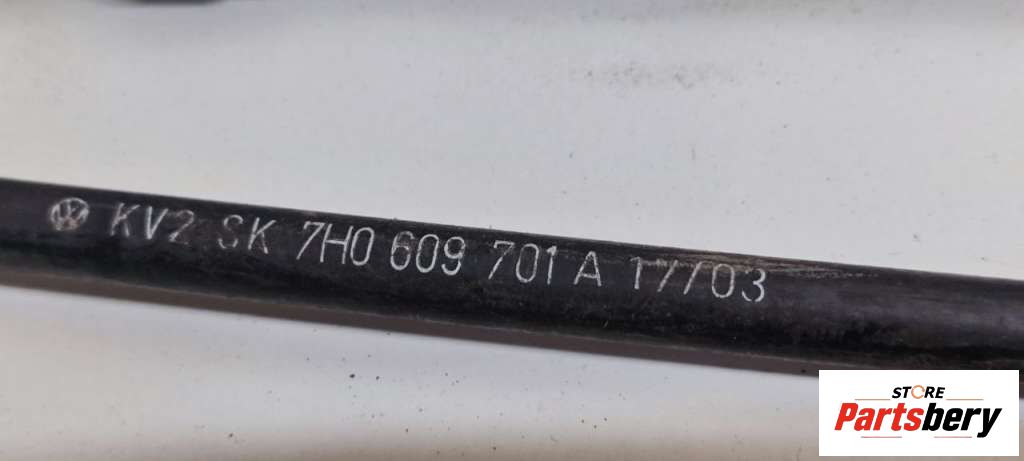 KV2 SK 7H0 609 701 A 17/03
STORE
Partsbery